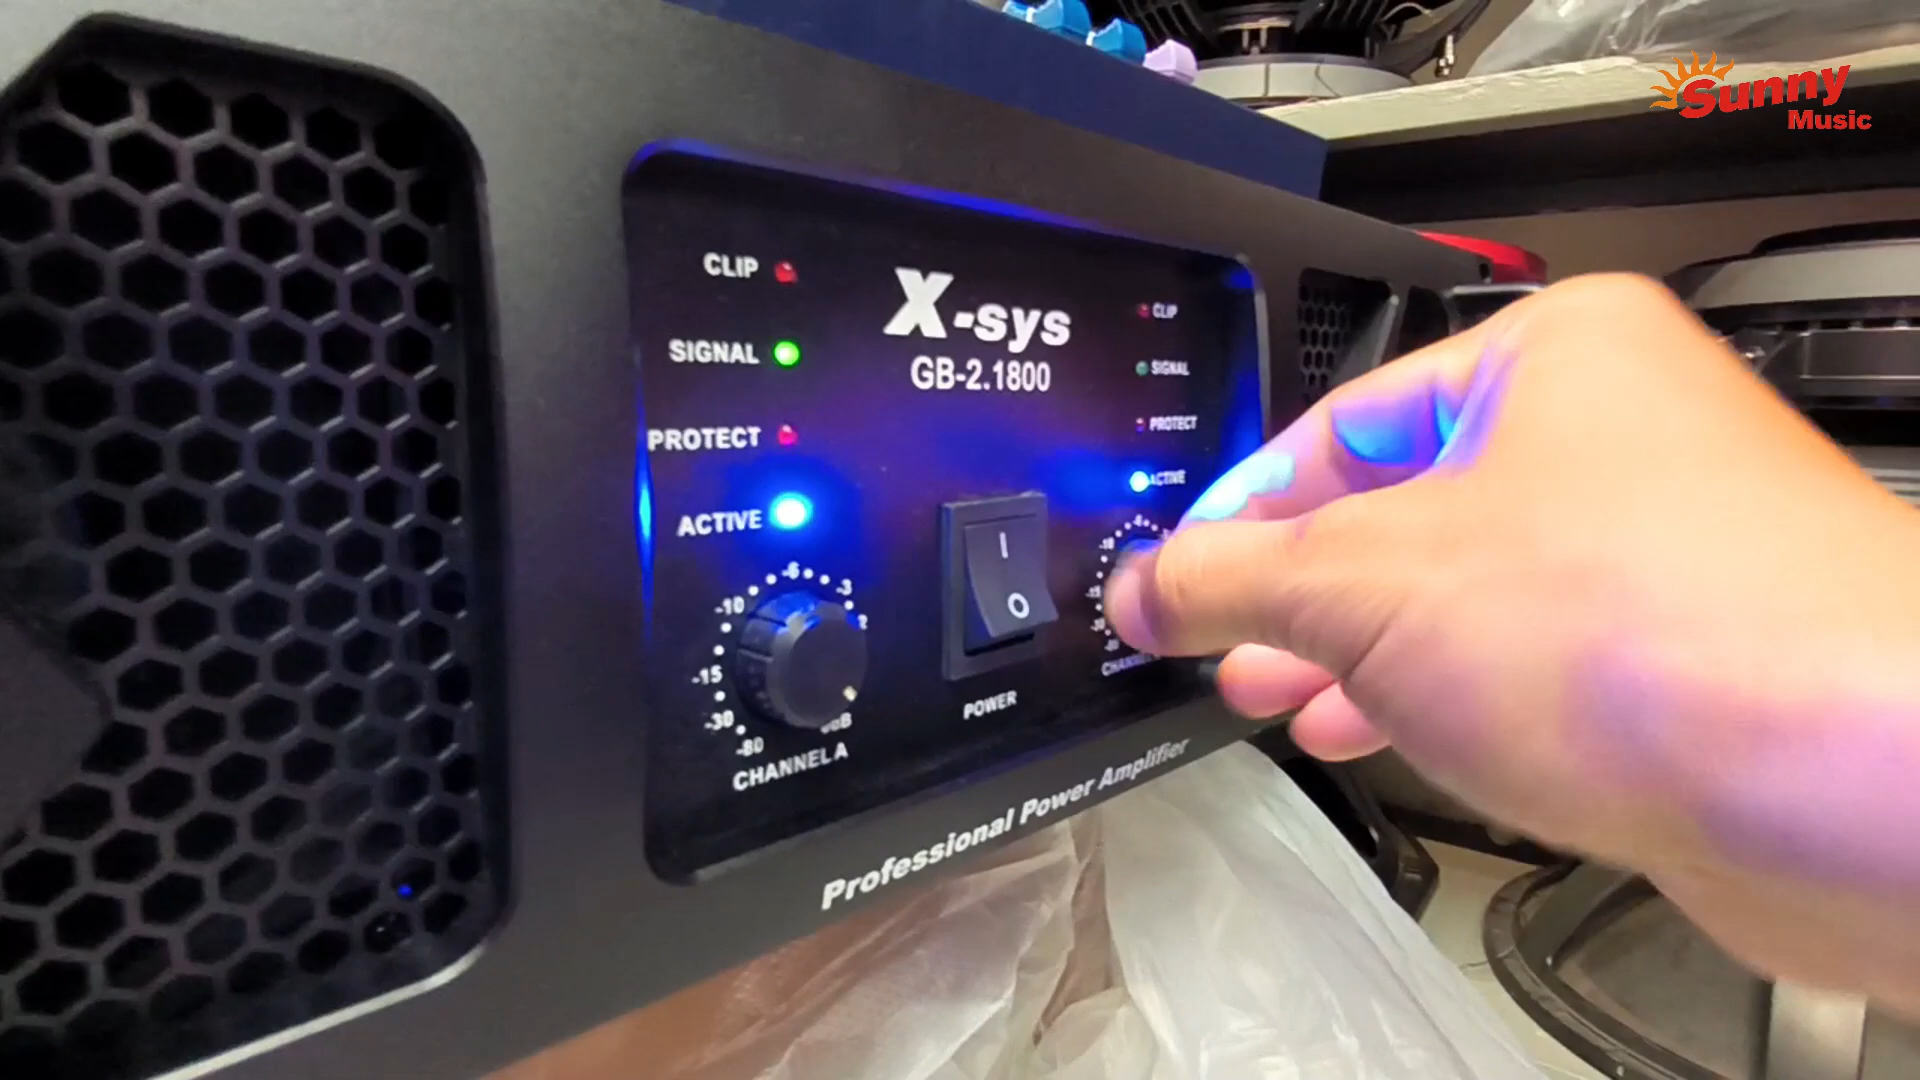 Sunny
Music
CLIP
SIGNAL
PROTECT
ACTIVE
-6
-3
-10
-15
-30
-80
CHANNEL A
X-sys
GB-2.1800
I
O
POWER
CLIP
SIGNAL
PROTECT
ACTIVE
Professional Power Amplifier